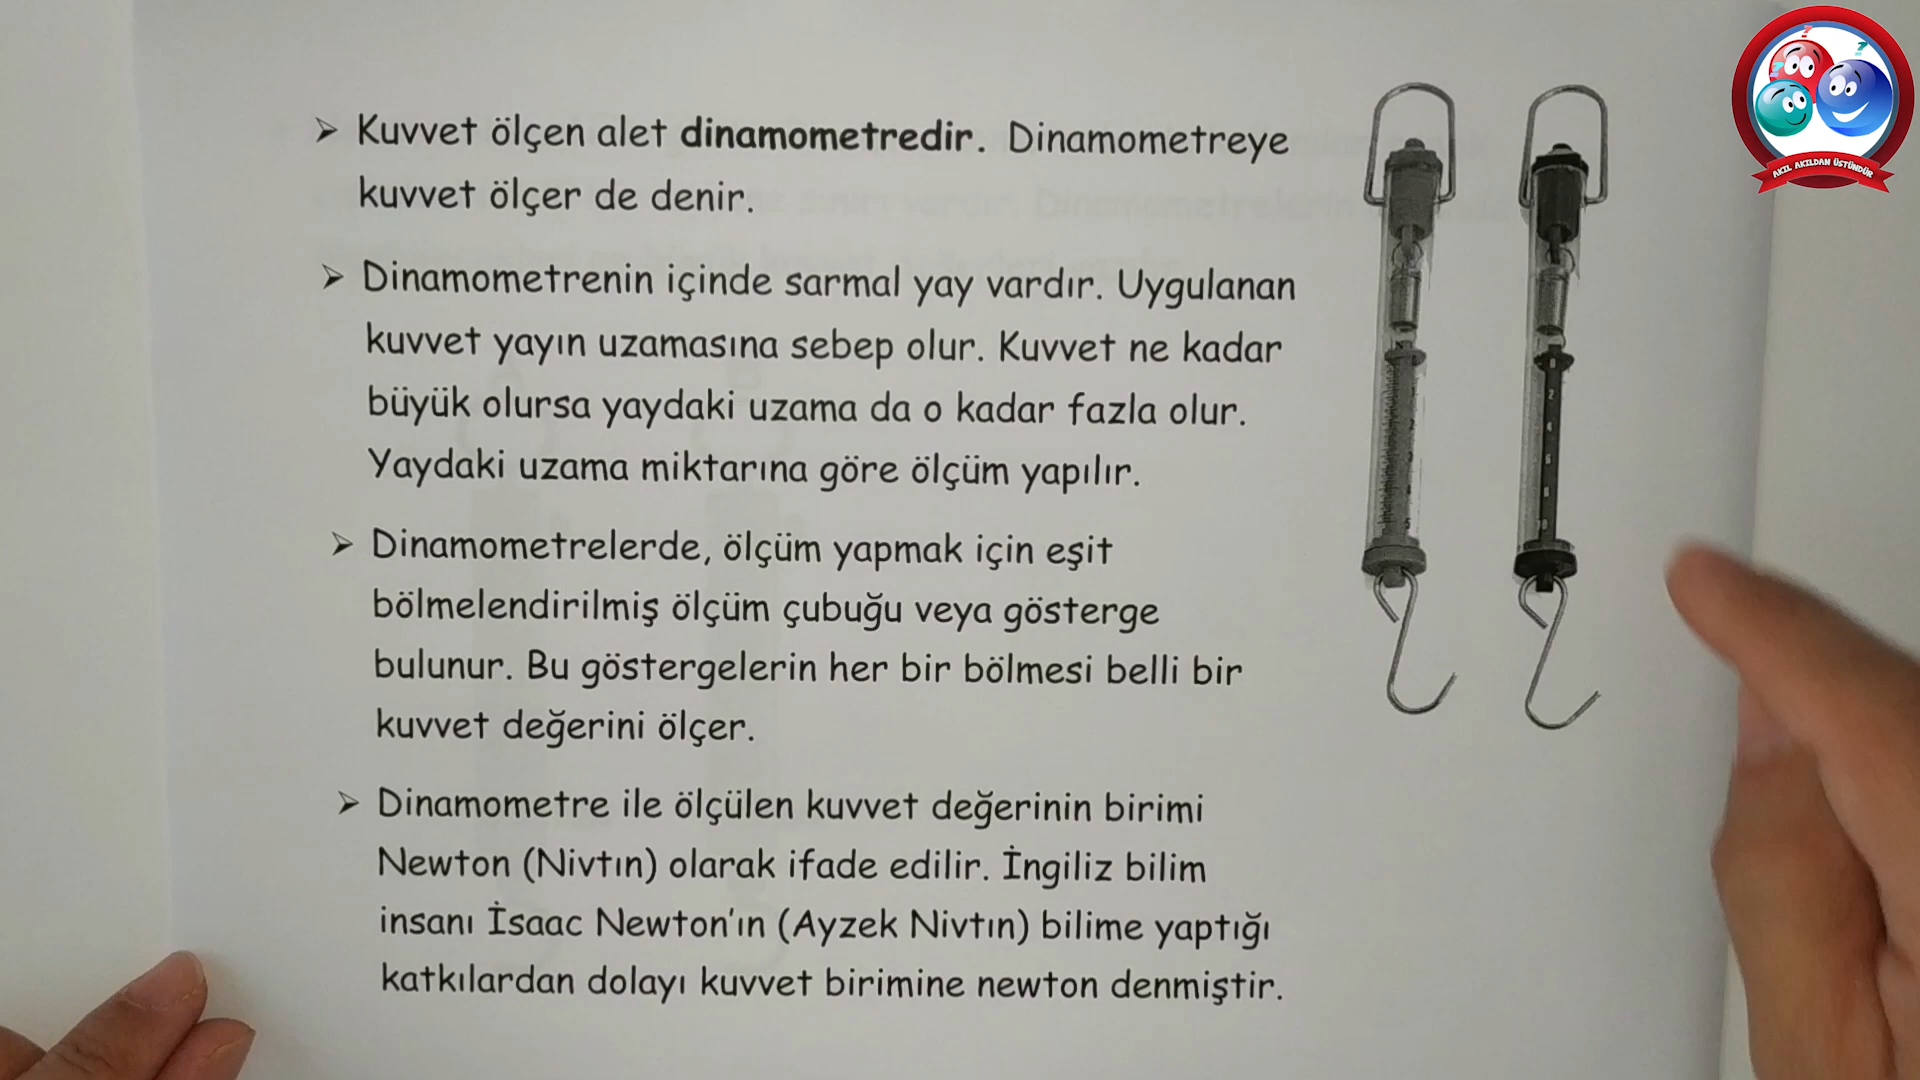 ➢ Kuvvet ölçen alet dinamometredir. Dinamometreye
kuvvet ölçer de denir.
➢ Dinamometrenin içinde sarmal yay vardır. Uygulanan
kuvvet yayın uzamasına sebep olur. Kuvvet ne kadar
büyük olursa yaydaki uzama da o kadar fazla olur.
Yaydaki uzama miktarına göre ölçüm yapılır.
➢ Dinamometrelerde, ölçüm yapmak için eşit
bölmelendirilmiş ölçüm çubuğu veya gösterge
bulunur. Bu göstergelerin her bir bölmesi belli bir
kuvvet değerini ölçer.
➢ Dinamometre ile ölçülen kuvvet değerinin birimi
Newton (Nivtın) olarak ifade edilir. İngiliz bilim
insanı İsaac Newton'ın (Ayzek Nivtın) bilime yaptığı
katkılardan dolayı kuvvet birimine newton denmiştir.
AKIL AKILDAN ÜSTÜNDÜR